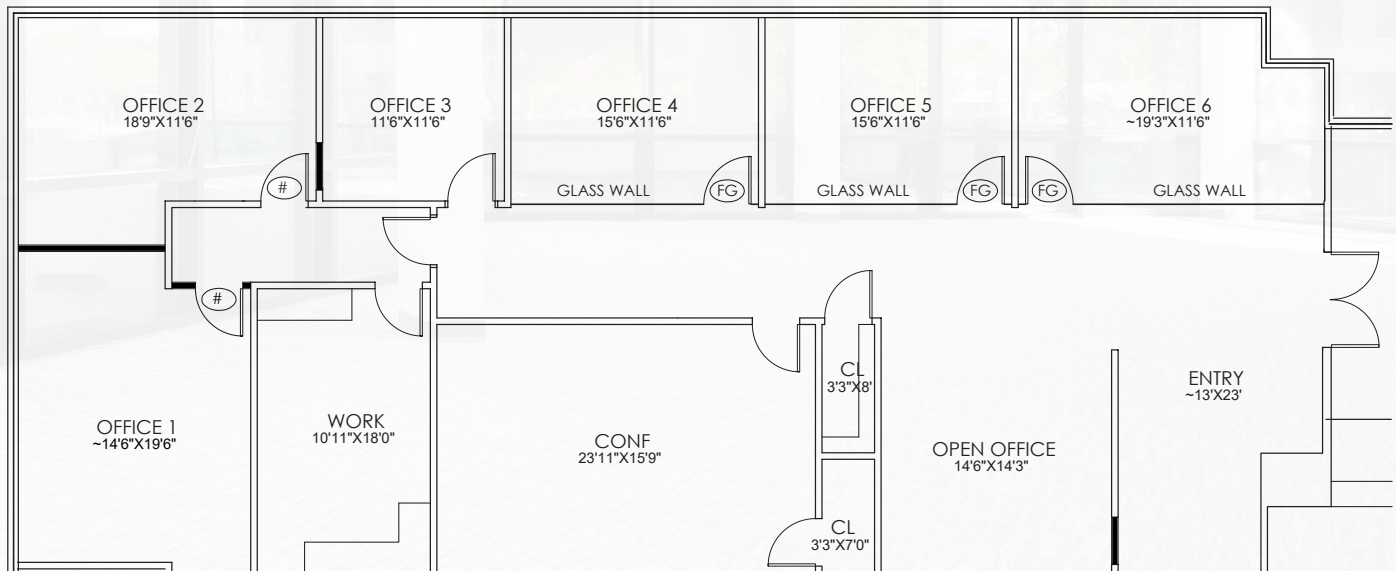 OFFICE 2
18'9"X11'6"
OFFICE 3
11'6"X11'6"
OFFICE 4
15'6"X11'6"
OFFICE 5
15'6"X11'6"
OFFICE 6
~19'3"X11'6"
#
GLASS WALL
FG
GLASS WALL
FG
FG
GLASS WALL
#
CL
3'3"X8'
ENTRY
~13'X23'
OFFICE 1
~14'6"X19'6"
WORK
10'11"X18'0"
CONF
23'11"X15'9"
OPEN OFFICE
14'6"X14'3"
CL
3'3"X7'0"